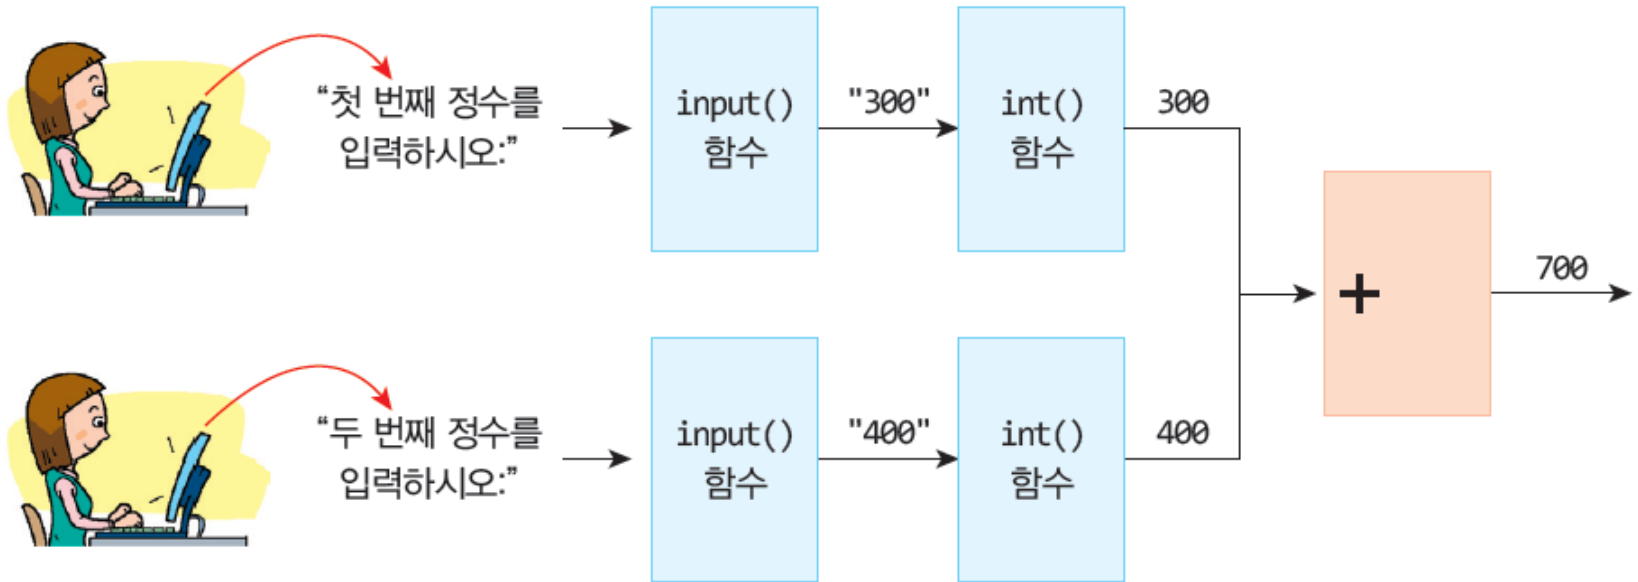 “첫 번째 정수를
입력하시오:”
input()
함수
"300"
int()
함수
300
+
700
“두 번째 정수를
입력하시오:”
input()
함수
"400"
int()
함수
400